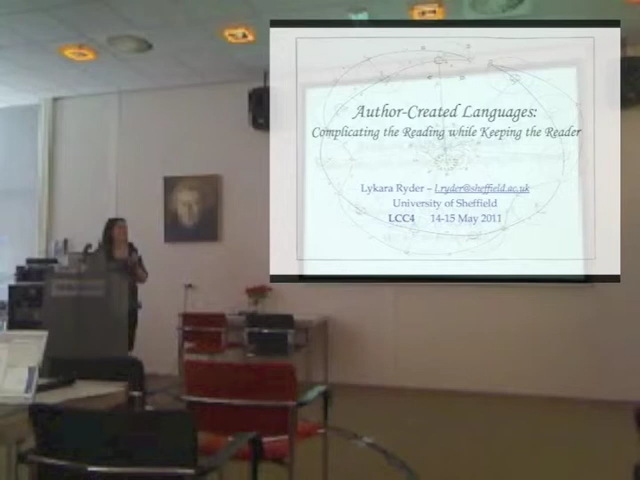 Author-Created Languages:
Complicating the Reading while Keeping the Reader
Lykara Ryder – l.ryder@sheffield.ac.uk
University of Sheffield
LCC4 14-15 May 2011